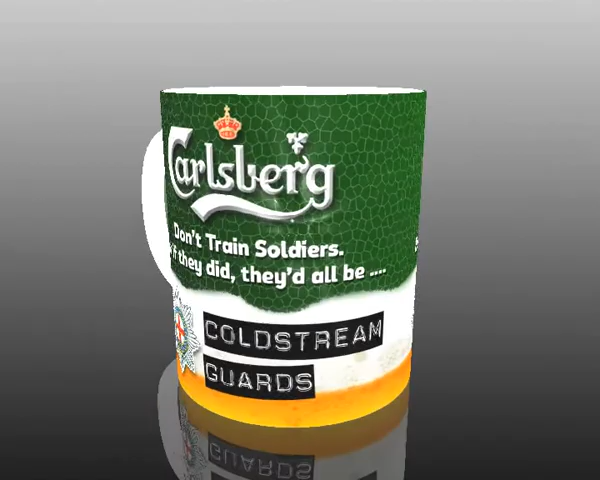 Carlsberg
Don't Train Soldiers.
if they did, they'd all be ....
COLDSTREAM
GUARDS